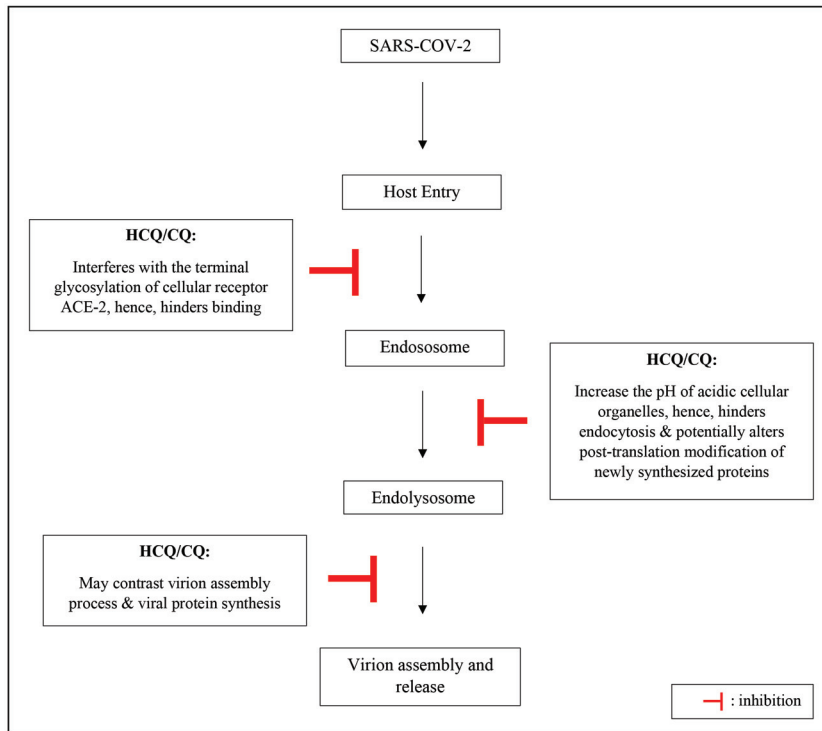 SARS-COV-2
Host Entry
HCQ/CQ:
Interferes with the terminal
glycosylation of cellular receptor
ACE-2, hence, hinders binding
Endososome
HCQ/CQ:
Increase the pH of acidic cellular
organelles, hence, hinders
endocytosis & potentially alters
post-translation modification of
newly synthesized proteins
Endolysosome
HCQ/CQ:
May contrast virion assembly
process & viral protein synthesis
Virion assembly and
release
: inhibition